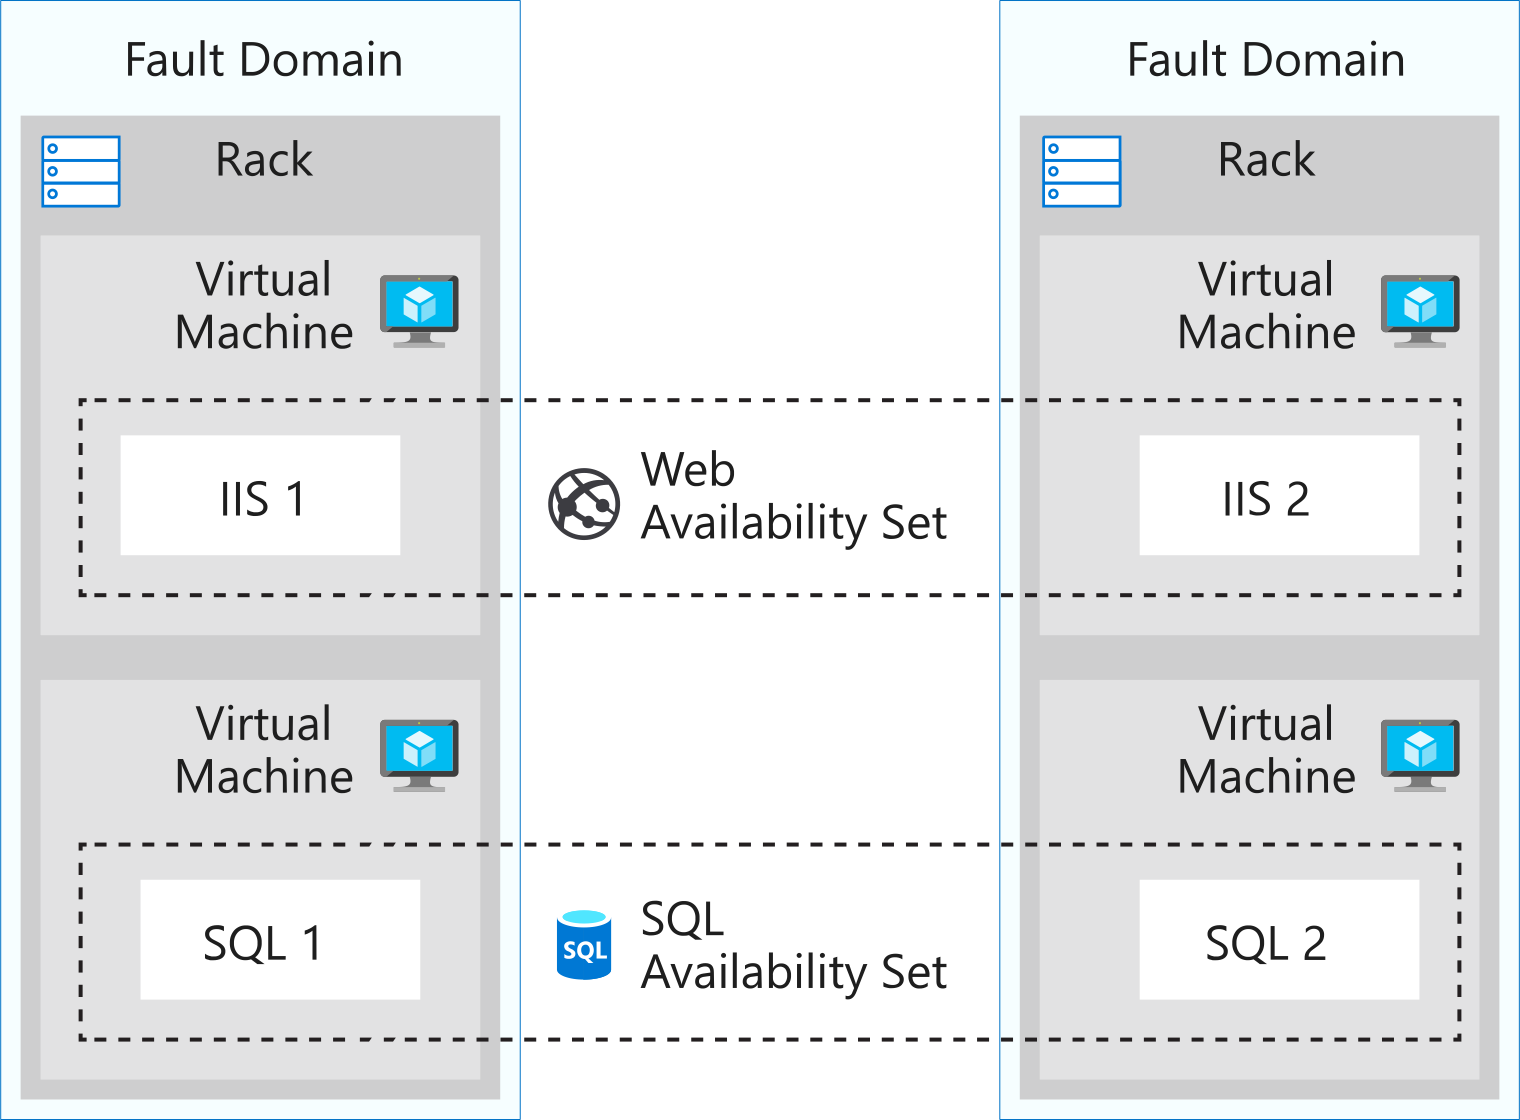 Fault Domain
Rack
Virtual
Machine
IIS 1
Virtual
Machine
SQL 1
Web
Availability Set
SQL
SQL
Availability Set
Fault Domain
Rack
Virtual
Machine
IIS 2
Virtual
Machine
SQL 2